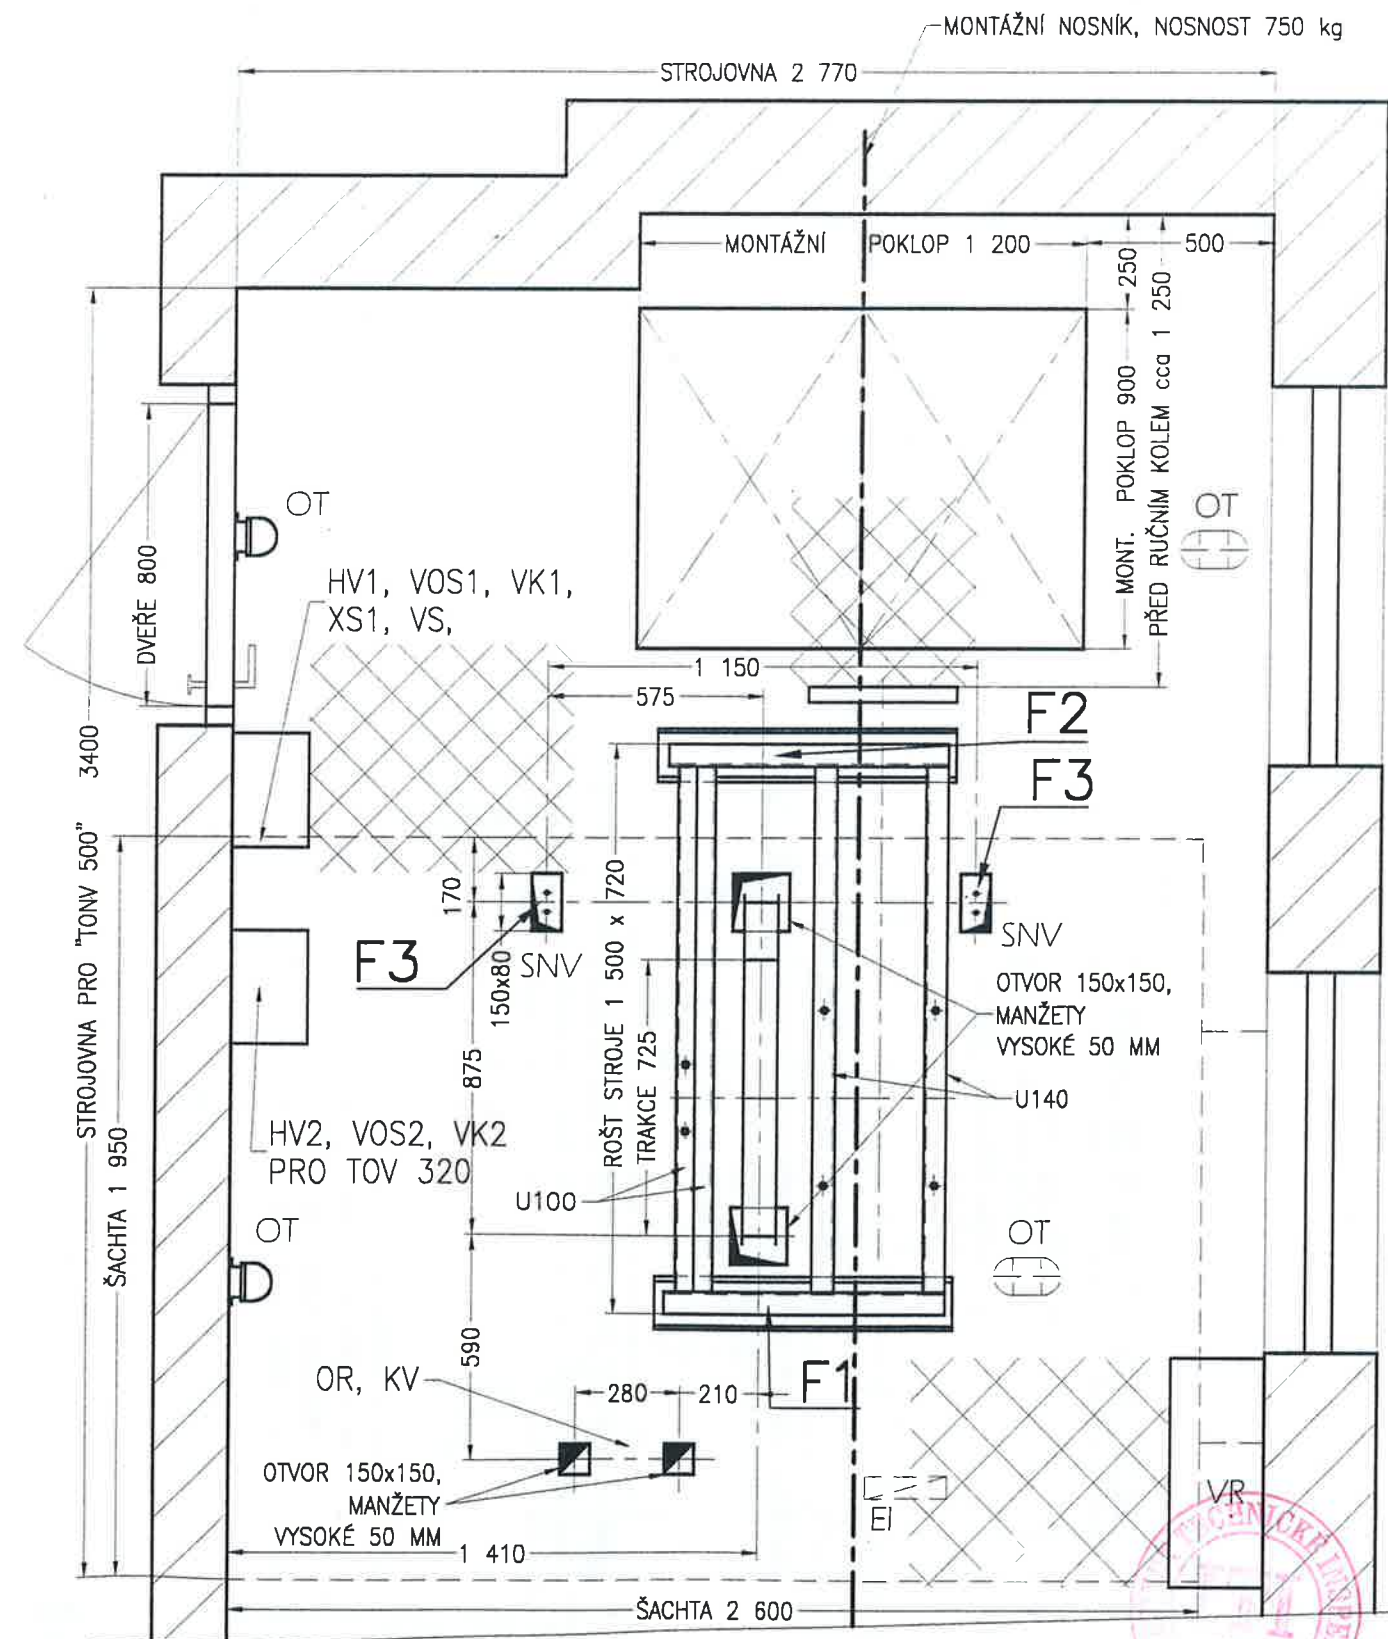 MONTÁŽNÍ NOSNÍK, NOSNOST 750 kg
STROJOVNA 2 770
MONTÁŽNÍ POKLOP 1 200
500
250
MONT. POKLOP 900
PŘED RUČNÍM KOLEM cca 1 250
OT
OT
DVEŘE 800
HV1, VOS1, VK1,
XS1, VS,
1 150
575
F2
F3
3400
STROJOVNA PRO "TONV 500"
ŠACHTA 1 950
170
150x80
F3
SNV
SNV
ROŠT STROJE 1 500 x 720
TRAKCE 725
875
OTVOR 150x150,
MANŽETY
VYSOKÉ 50 MM
U140
HV2, VOS2, VK2
PRO TOV 320
U100
OT
OT
590
OR, KV
280
210
F1
OTVOR 150x150,
MANŽETY
VYSOKÉ 50 MM
EI
VR
1 410
ŠACHTA 2 600
TECHNICKÉ